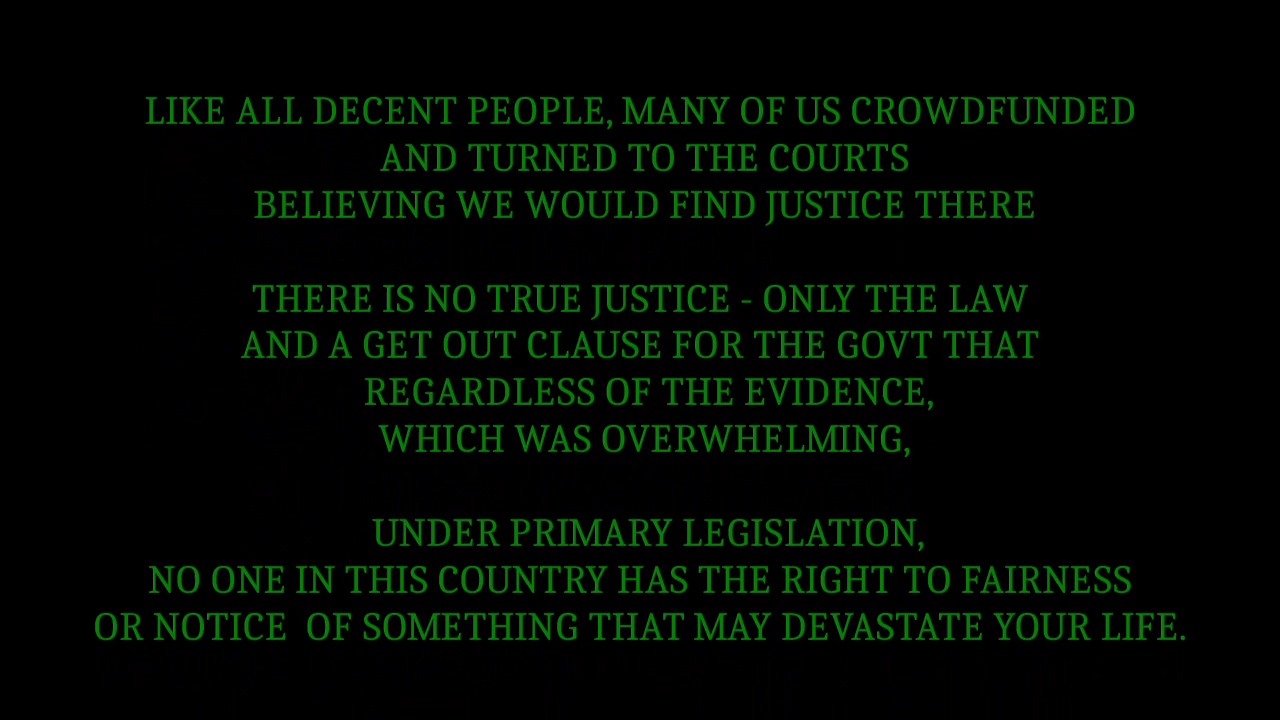 LIKE ALL DECENT PEOPLE, MANY OF US CROWDFUNDED
AND TURNED TO THE COURTS
BELIEVING WE WOULD FIND JUSTICE THERE
THERE IS NO TRUE JUSTICE - ONLY THE LAW
AND A GET OUT CLAUSE FOR THE GOVT THAT
REGARDLESS OF THE EVIDENCE,
WHICH WAS OVERWHELMING,
UNDER PRIMARY LEGISLATION,
NO ONE IN THIS COUNTRY HAS THE RIGHT TO FAIRNESS
OR NOTICE  OF SOMETHING THAT MAY DEVASTATE YOUR LIFE.